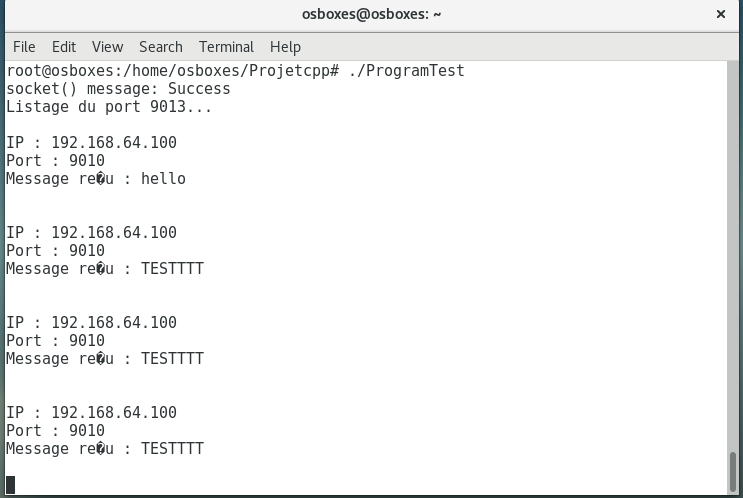 osboxes@osboxes: ~
File Edit View Search Terminal Help
root@osboxes:/home/osboxes/Projetcpp# ./ProgramTest
socket() message: Success
Listage du port 9013...
IP : 192.168.64.100
Port : 9010
Message re�u : hello
IP : 192.168.64.100
Port : 9010
Message re�u : TESTTTT
IP : 192.168.64.100
Port : 9010
Message re�u : TESTTTT
IP : 192.168.64.100
Port : 9010
Message re�u : TESTTTT